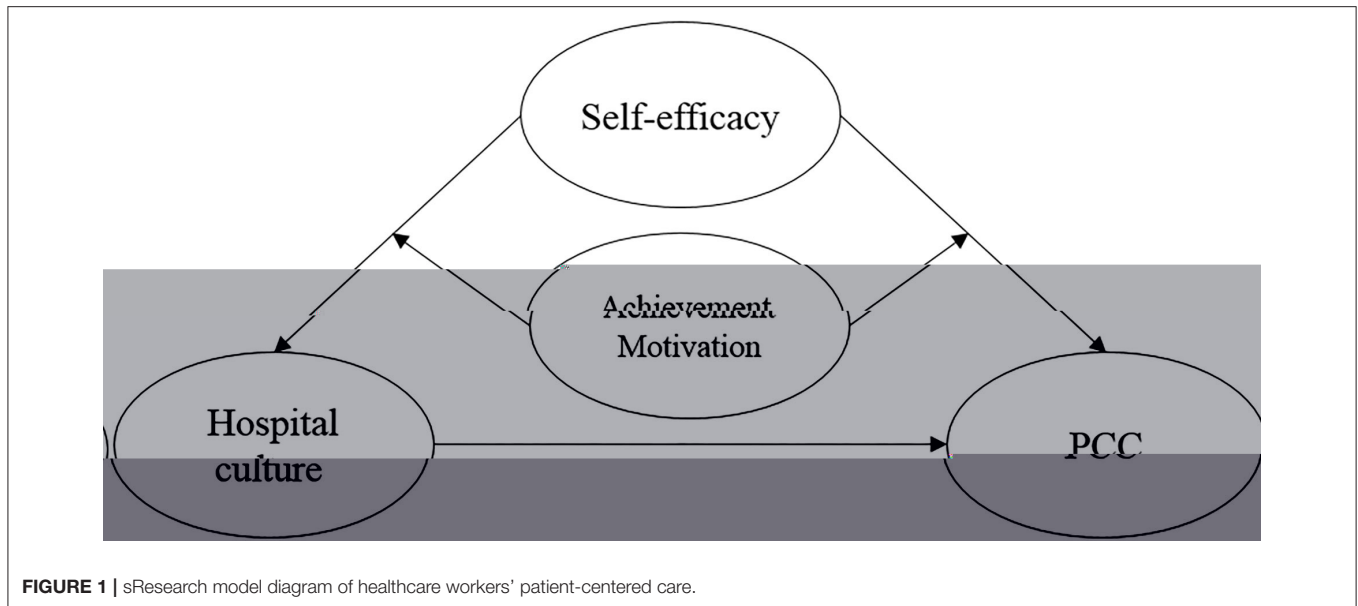 Self-efficacy
Achievement
Motivation
Hospital
culture
PCC
FIGURE 1 | sResearch model diagram of healthcare workers' patient-centered care.